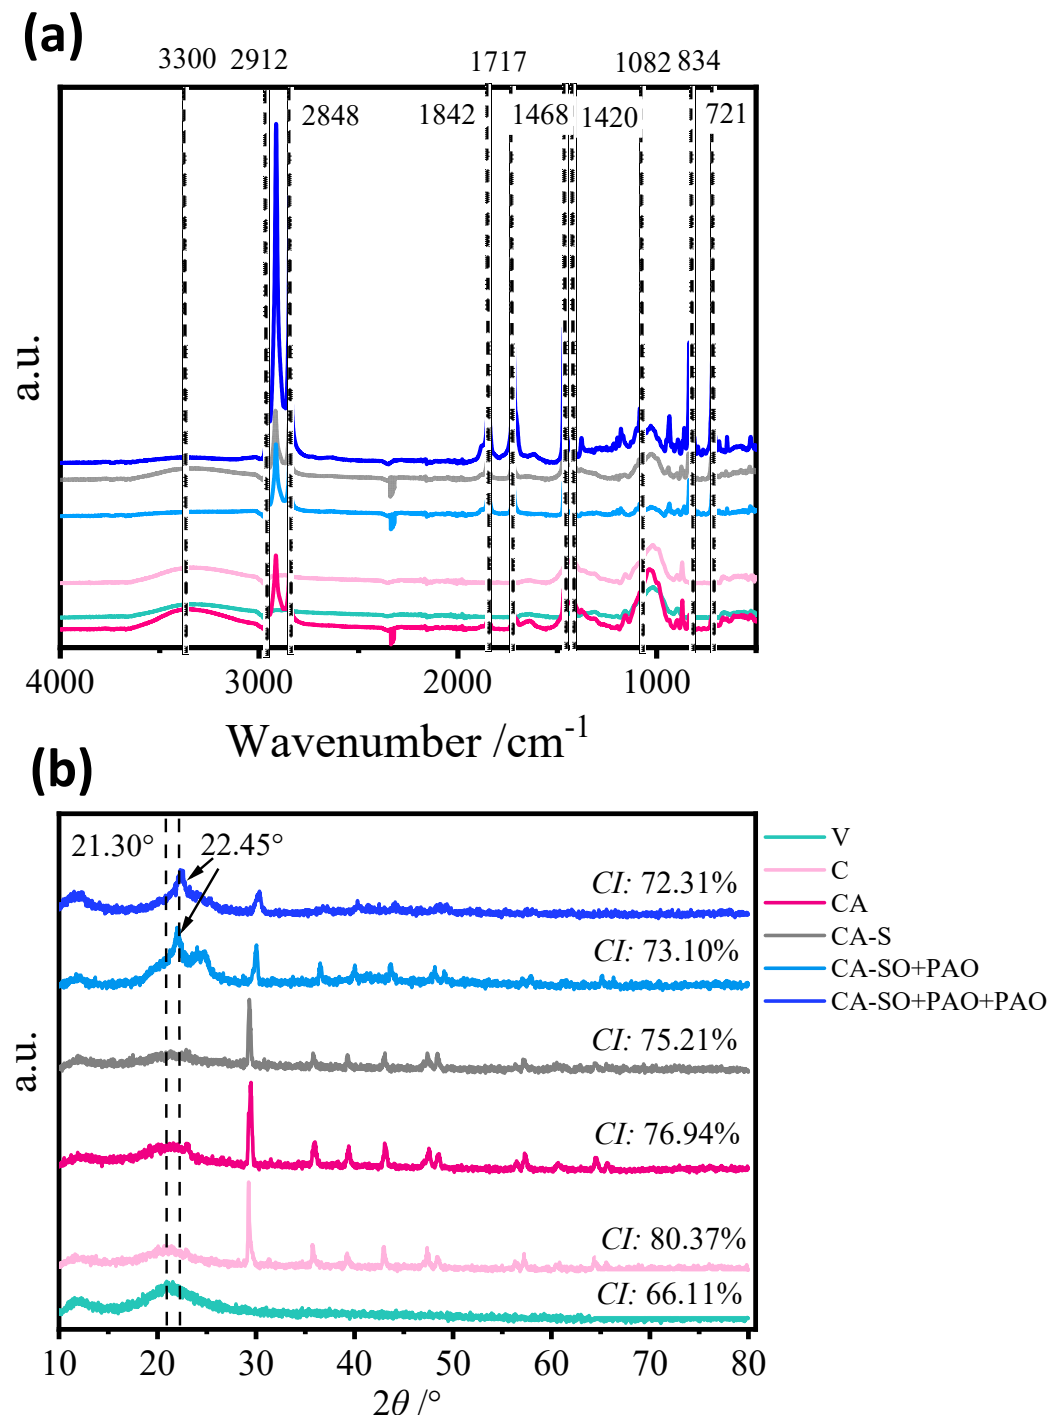 (a)
3300 2912 1717 1082 834
2848 1842 1468 1420 721
a.u.
4000 3000 2000 1000
Wavenumber /cm-1
(b)
21.30° 22.45°
CI: 72.31%
CI: 73.10%
CI: 75.21%
CI: 76.94%
CI: 80.37%
CI: 66.11%
a.u.
10 20 30 40 50 60 70 80
2θ /°
V
C
CA
CA-S
CA-SO+PAO
CA-SO+PAO+PAO